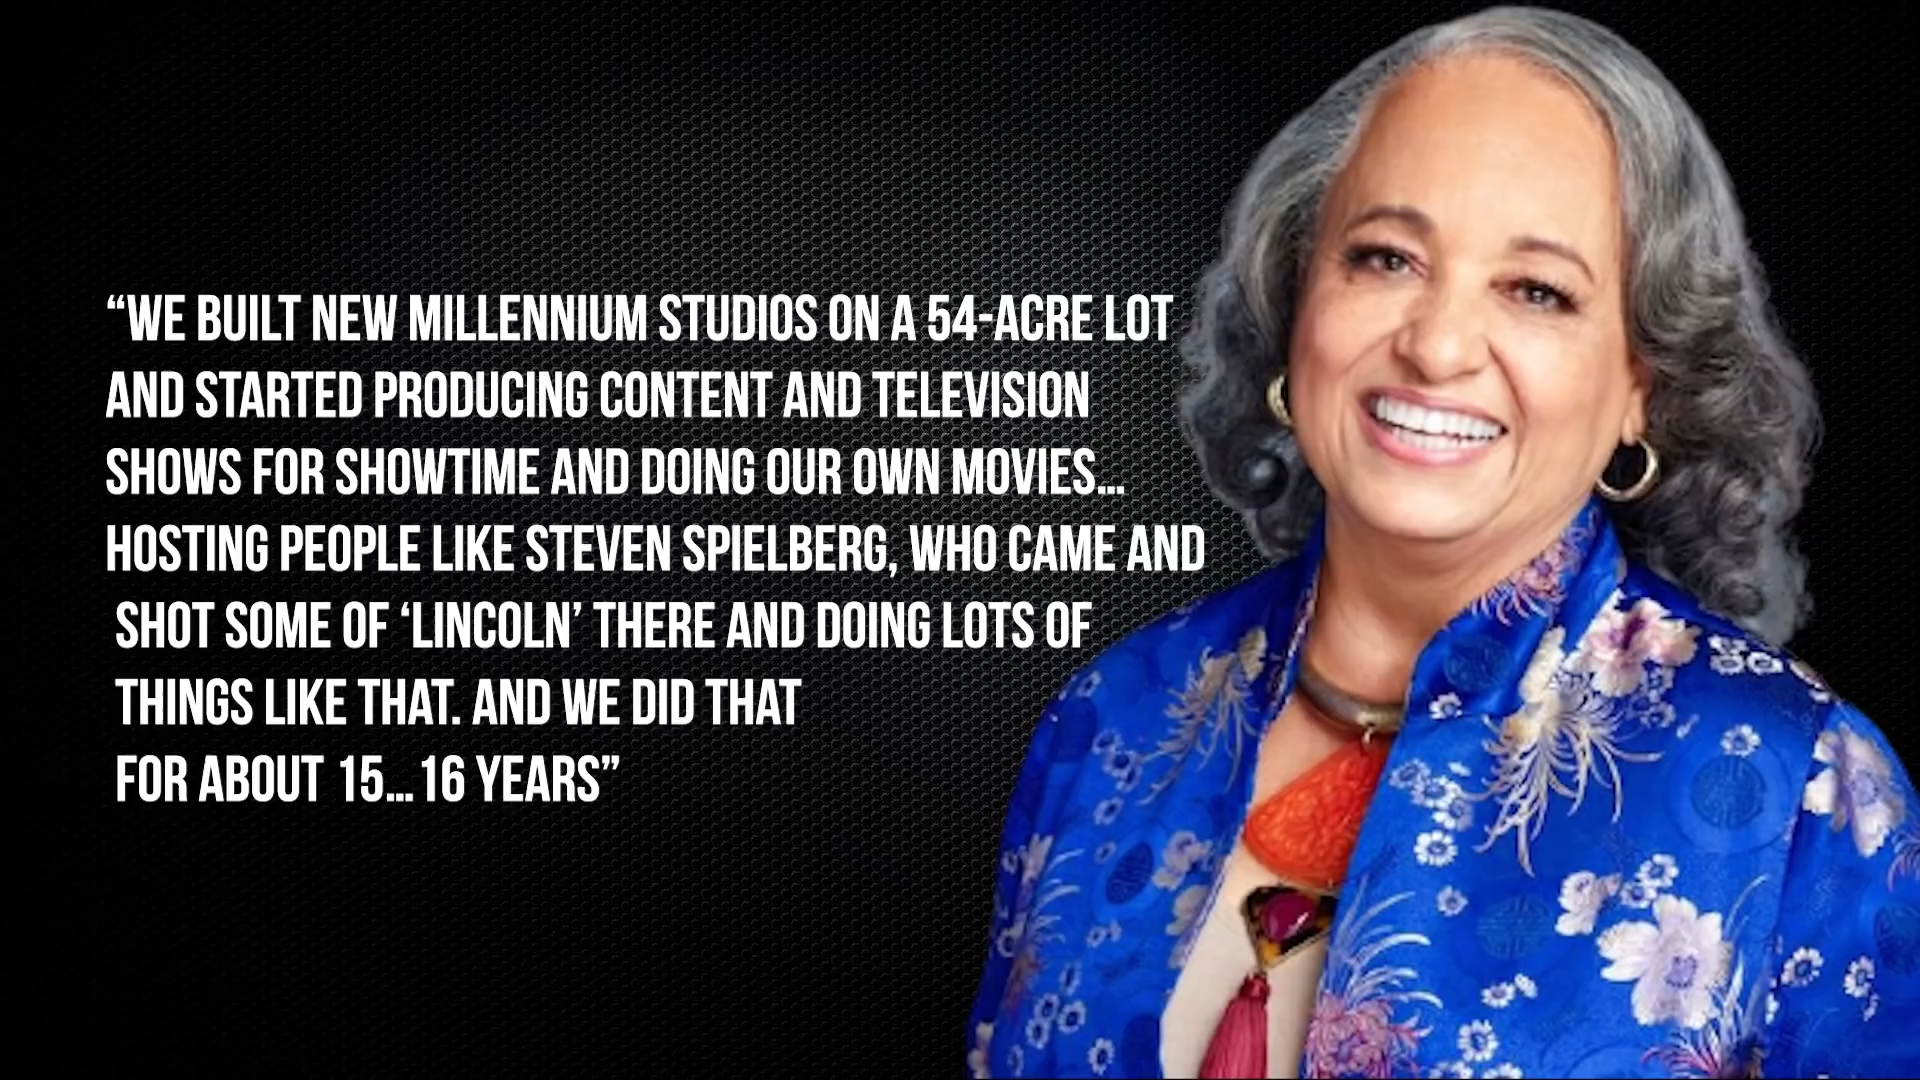 “WE BUILT NEW MILLENNIUM STUDIOS ON A 54-ACRE LOT
AND STARTED PRODUCING CONTENT AND TELEVISION
SHOWS FOR SHOWTIME AND DOING OUR OWN MOVIES...
HOSTING PEOPLE LIKE STEVEN SPIELBERG, WHO CAME AND
SHOT SOME OF ‘LINCOLN’ THERE AND DOING LOTS OF
THINGS LIKE THAT. AND WE DID THAT
FOR ABOUT 15...16 YEARS”